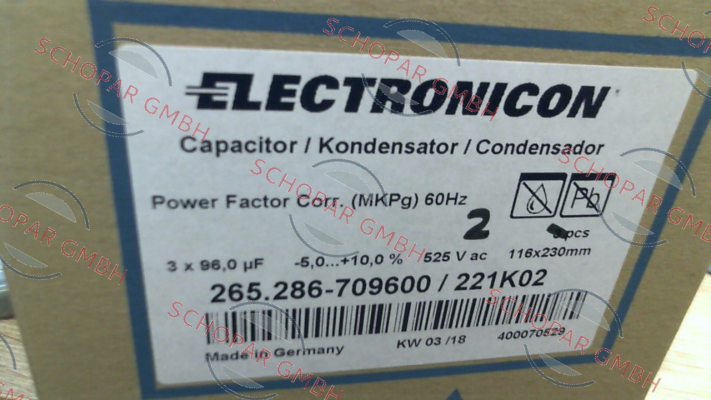 ELECTRONICON
Capacitor / Kondensator / Condensador
Power Factor Corr. (MKPg) 60Hz
Pb
2
pcs
3 x 96,0 µF -5,0...+10,0 % 525 V ac 116x230mm
265.286-709600 / 221K02
Made in Germany KW 03 /18 400070529
SCHOPAR GMBH
SCHOPAR GMBH
SCHOPAR GMBH
SCHOPAR GMBH
SCHOPAR GMBH